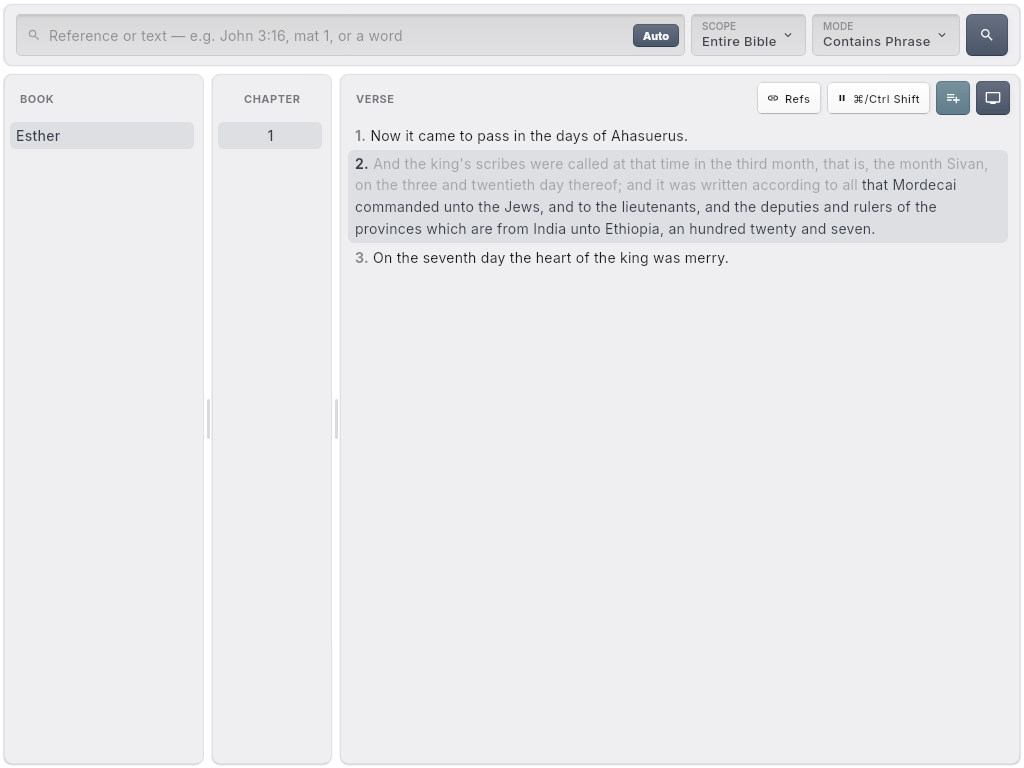 Reference or text — e.g. John 3:16, mat 1, or a word
Auto
SCOPE
Entire Bible
MODE
Contains Phrase
BOOK
Esther
CHAPTER
1
VERSE
Refs
⌘/Ctrl Shift
1. Now it came to pass in the days of Ahasuerus.
2. And the king's scribes were called at that time in the third month, that is, the month Sivan,
on the three and twentieth day thereof; and it was written according to all that Mordecai
commanded unto the Jews, and to the lieutenants, and the deputies and rulers of the
provinces which are from India unto Ethiopia, an hundred twenty and seven.
3. On the seventh day the heart of the king was merry.